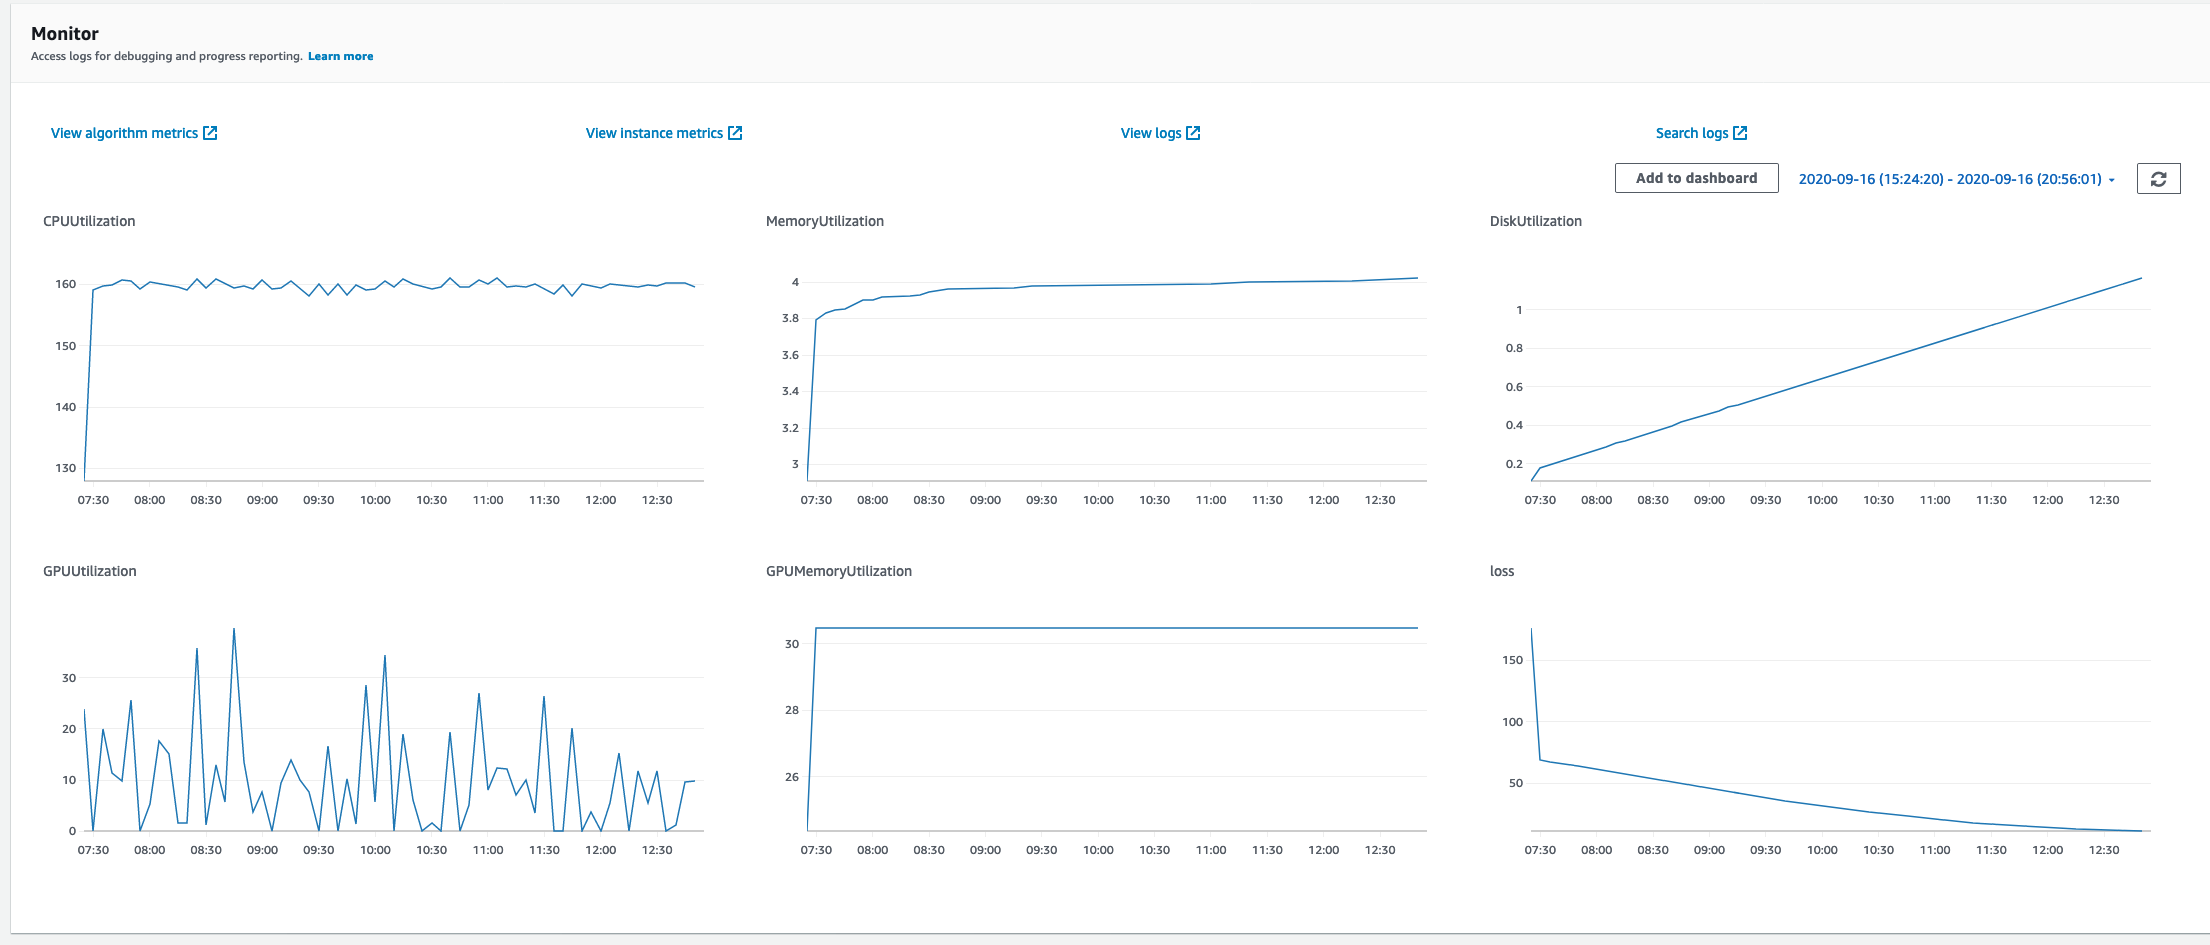 Monitor
Access logs for debugging and progress reporting. Learn more
View algorithm metrics
View instance metrics
View logs
Search logs
Add to dashboard
2020-09-16 (15:24:20) - 2020-09-16 (20:56:01)
CPUUtilization
160
150
140
130
07:30 08:00 08:30 09:00 09:30 10:00 10:30 11:00 11:30 12:00 12:30
MemoryUtilization
4
3.8
3.6
3.4
3.2
3
07:30 08:00 08:30 09:00 09:30 10:00 10:30 11:00 11:30 12:00 12:30
DiskUtilization
1
0.8
0.6
0.4
0.2
07:30 08:00 08:30 09:00 09:30 10:00 10:30 11:00 11:30 12:00 12:30
GPUUtilization
30
20
10
0
07:30 08:00 08:30 09:00 09:30 10:00 10:30 11:00 11:30 12:00 12:30
GPUMemoryUtilization
30
28
26
07:30 08:00 08:30 09:00 09:30 10:00 10:30 11:00 11:30 12:00 12:30
loss
150
100
50
07:30 08:00 08:30 09:00 09:30 10:00 10:30 11:00 11:30 12:00 12:30